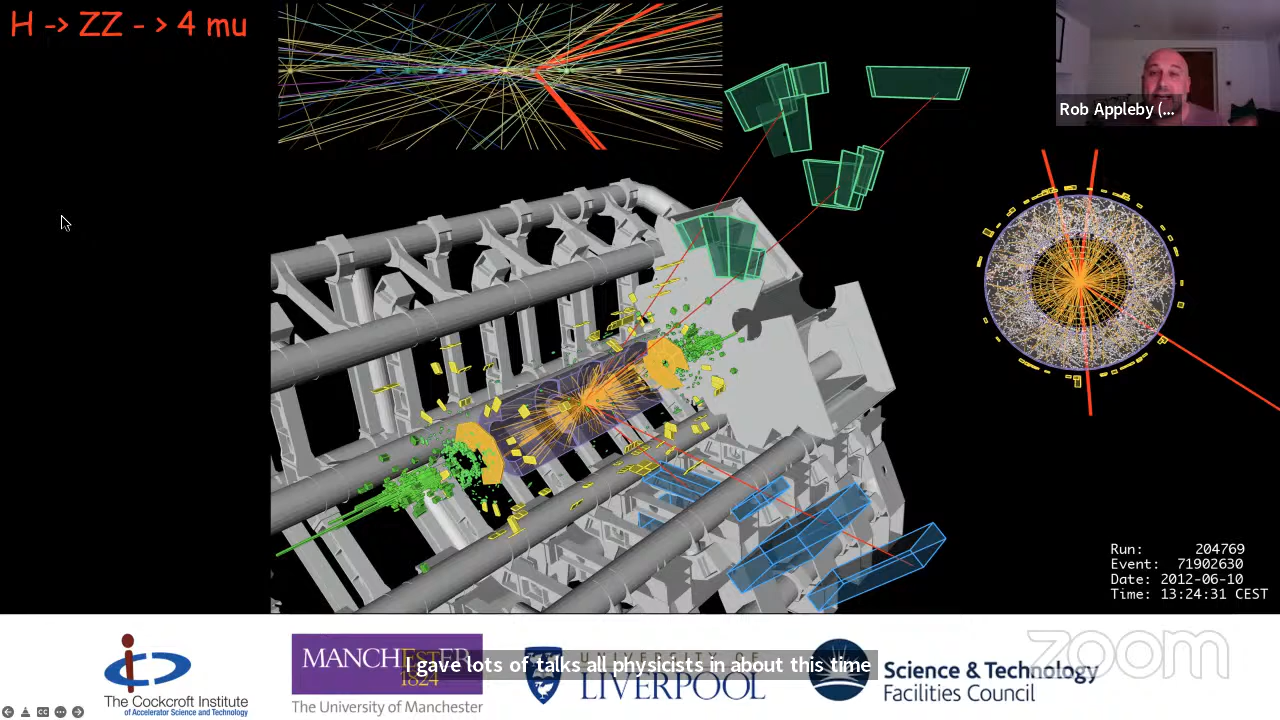 H -> ZZ - > 4 mu
Rob Appleby (...
Run: 204769
Event: 71902630
Date: 2012-06-10
Time: 13:24:31 CEST
The Cockcroft Institute
of Accelerator Science and Technology
MANCHESTER
1824
The University of Manchester
UNIVERSITY OF
LIVERPOOL
Science & Technology
Facilities Council
zoom
I gave lots of talks all physicists in about this time